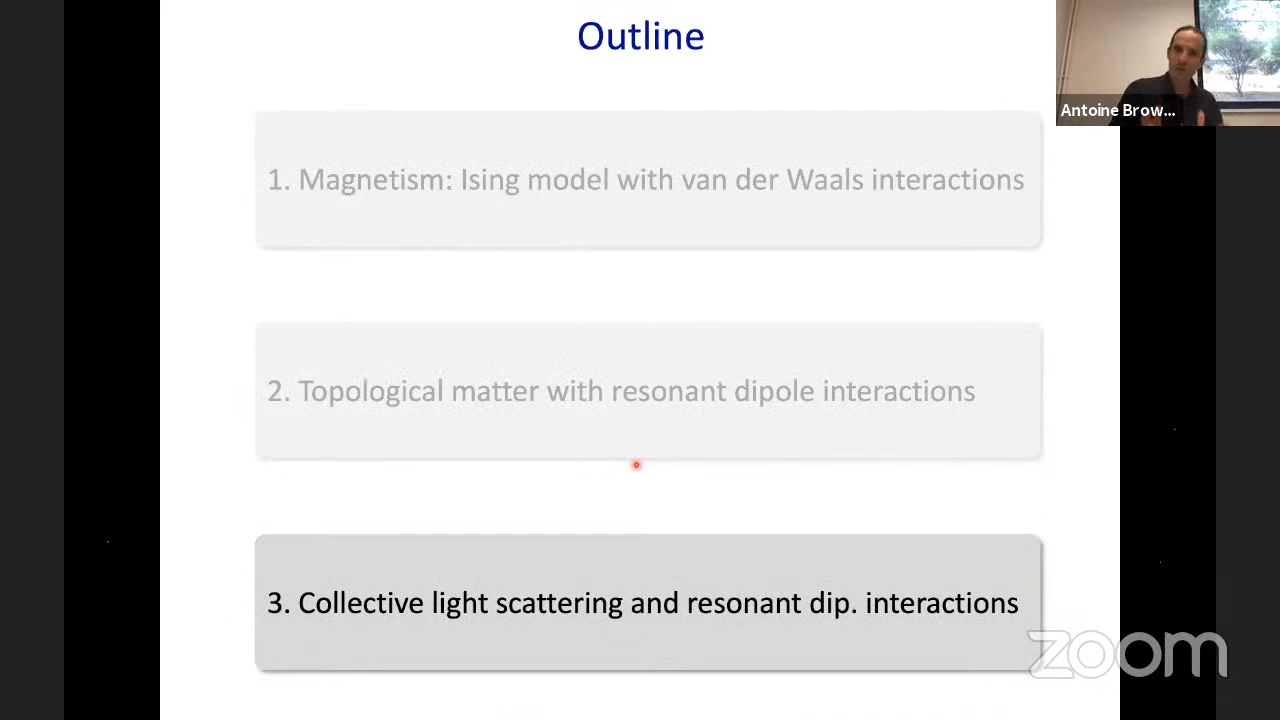 Outline
Antoine Brow...
1. Magnetism: Ising model with van der Waals interactions
2. Topological matter with resonant dipole interactions
3. Collective light scattering and resonant dip. interactions
zoom